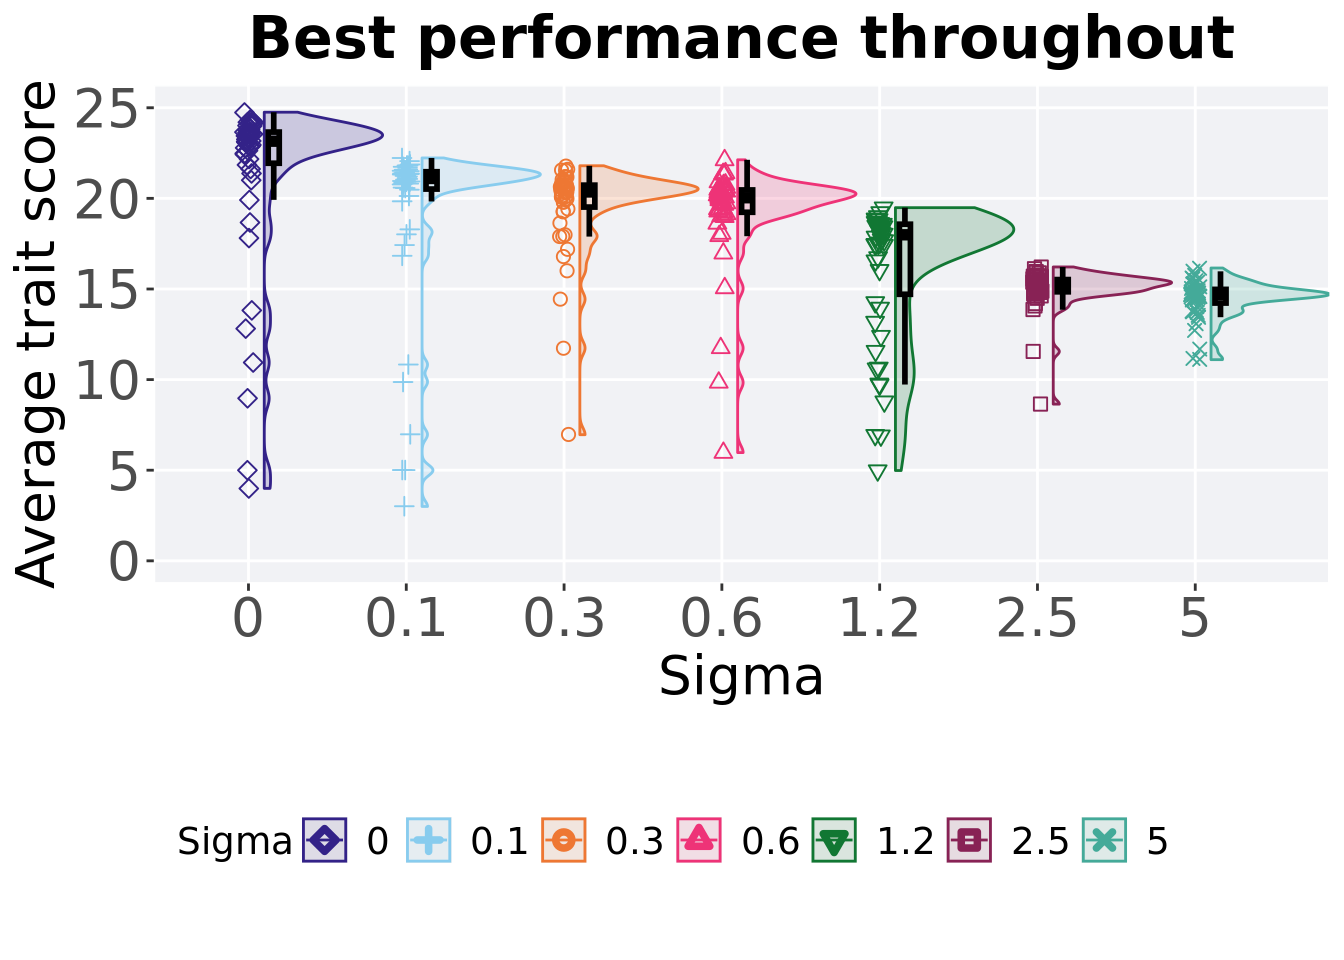 Best performance throughout
Average trait score
25
20
15
10
5
0
0 0.1 0.3 0.6 1.2 2.5 5
Sigma
Sigma 0 0.1 0.3 0.6 1.2 2.5 5